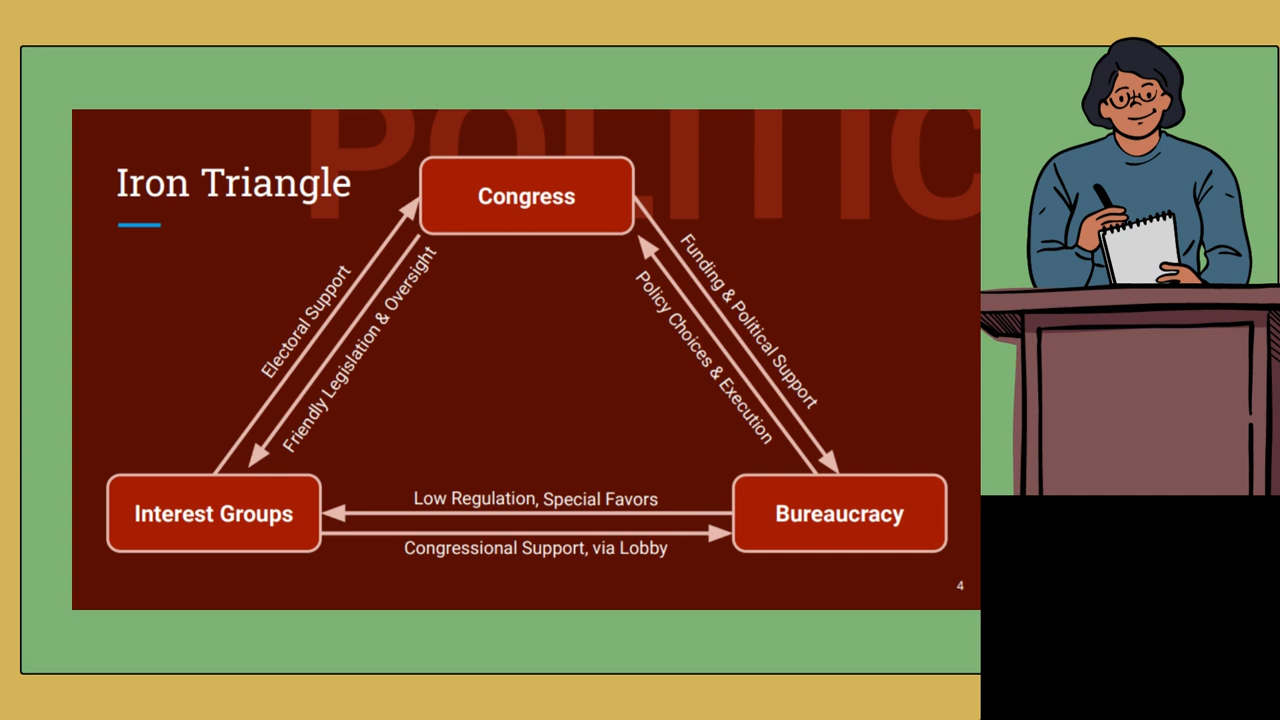 POLITIC
Iron Triangle
Congress
Electoral Support
Friendly Legislation & Oversight
Funding & Political Support
Policy Choices & Execution
Interest Groups
Low Regulation, Special Favors
Congressional Support, via Lobby
Bureaucracy
4